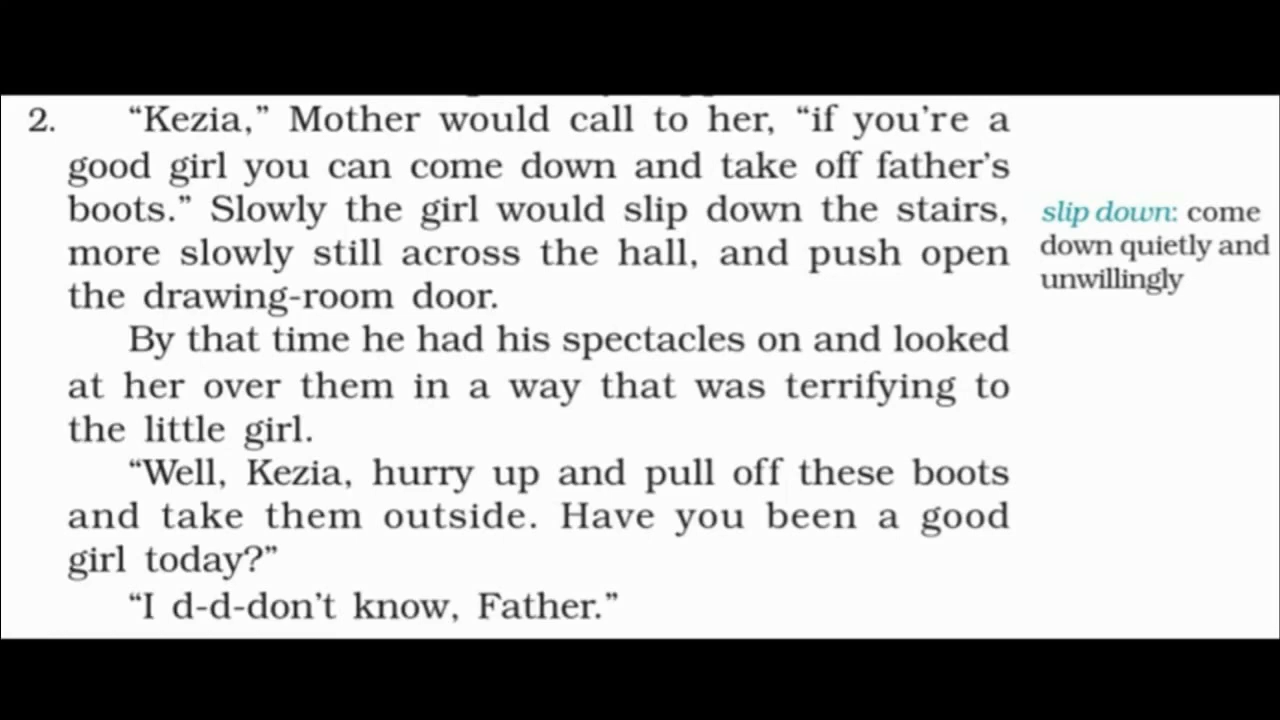 2. “Kezia,” Mother would call to her, “if you’re a
good girl you can come down and take off father’s
boots.” Slowly the girl would slip down the stairs,
more slowly still across the hall, and push open
the drawing-room door.
By that time he had his spectacles on and looked
at her over them in a way that was terrifying to
the little girl.
“Well, Kezia, hurry up and pull off these boots
and take them outside. Have you been a good
girl today?”
“I d-d-don’t know, Father.”
slip down: come
down quietly and
unwillingly